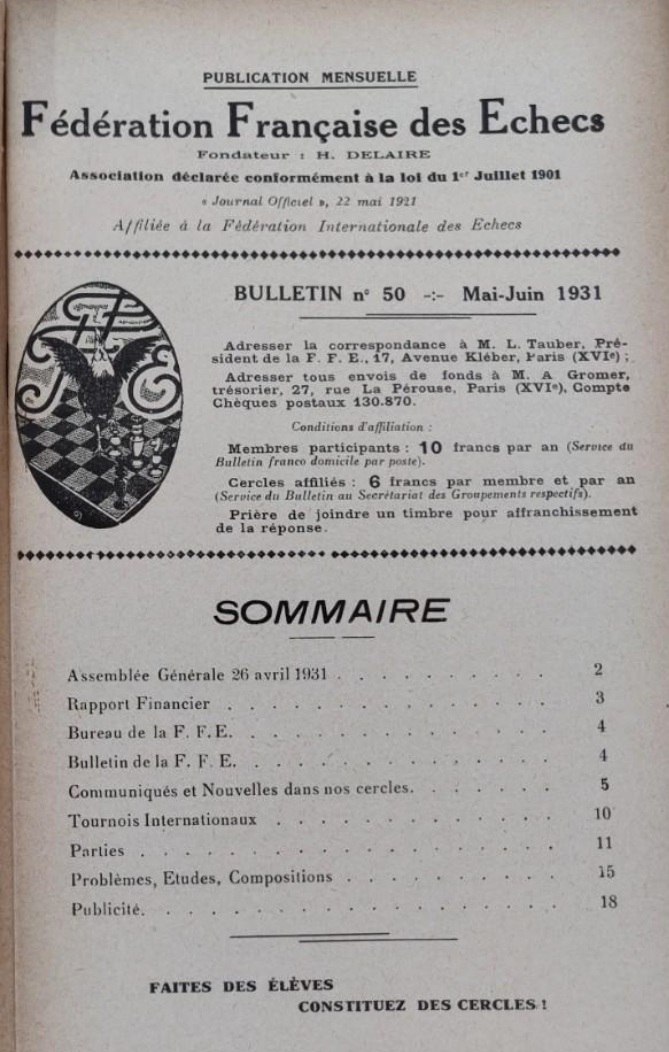 PUBLICATION MENSUELLE
Fédération Française des Echecs
Fondateur : H. DELAIRE
Association déclarée conformément à la loi du 1er Juillet 1901
« Journal Officiel », 22 mai 1921
Affiliée à la Fédération Internationale des Echecs
BULLETIN n° 50 -:- Mai-Juin 1931
Adresser la correspondance à M. L. Tauber, Pré-
sident de la F. F. E., 17, Avenue Kléber, Paris (XVIe) ;
Adresser tous envois de fonds à M. A Gromer,
trésorier, 27, rue La Pérouse, Paris (XVIe), Compte
Chèques postaux 130.870.
Conditions d'affiliation :
Membres participants : 10 francs par an (Service du
Bulletin franco domicile par poste).
Cercles affiliés : 6 francs par membre et par an
(Service du Bulletin au Secrétariat des Groupements respectifs).
Prière de joindre un timbre pour affranchissement
de la réponse.
SOMMAIRE
Assemblée Générale 26 avril 1931 . . . . . . . . 2
Rapport Financier . . . . . . . . . . . . 3
Bureau de la F. F. E. . . . . . . . . . . . 4
Bulletin de la F. F. E. . . . . . . . . . . . 4
Communiqués et Nouvelles dans nos cercles. . . . . . 5
Tournois Internationaux . . . . . . . . . . 10
Parties . . . . . . . . . . . . . . . 11
Problèmes, Etudes, Compositions . . . . . . . . 15
Publicité. . . . . . . . . . . . . . . 18
FAITES DES ÉLÈVES
CONSTITUEZ DES CERCLES !